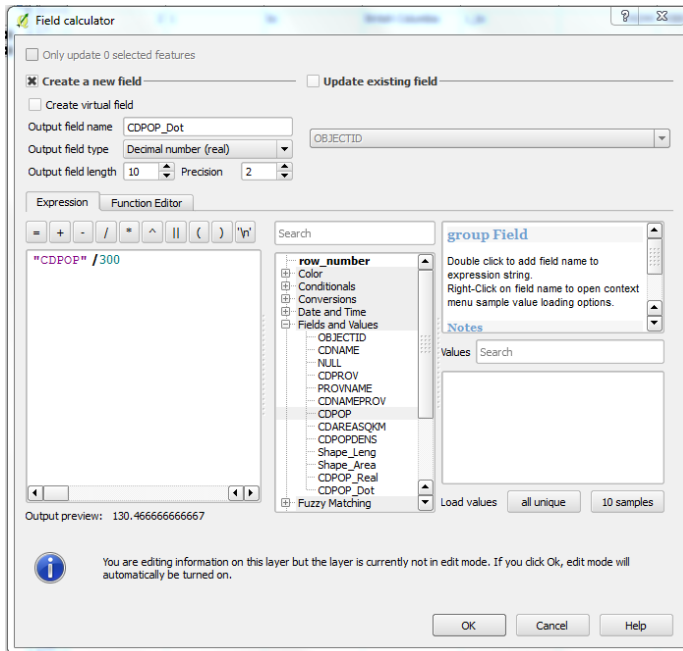 Field calculator
Only update 0 selected features
Create a new field
Update existing field
Create virtual field
Output field name CDPOP_Dot
OBJECTID
Output field type Decimal number (real)
Output field length 10 Precision 2
Expression Function Editor
= + - / * ^ || ( ) '\n'
Search
"CDPOP" /300
row_number
Color
Conditionals
Conversions
Date and Time
Fields and Values
OBJECTID
CDNAME
NULL
CDPROV
PROVNAME
CDNAMEPROV
CDPOP
CDAREASQKM
CDPOPDENS
Shape_Leng
Shape_Area
CDPOP_Real
CDPOP_Dot
Fuzzy Matching
group Field
Double click to add field name to
expression string.
Right-Click on field name to open context
menu sample value loading options.
Notes
Values Search
Load values all unique 10 samples
Output preview: 130.466666666667
You are editing information on this layer but the layer is currently not in edit mode. If you click Ok, edit mode will
automatically be turned on.
OK Cancel Help